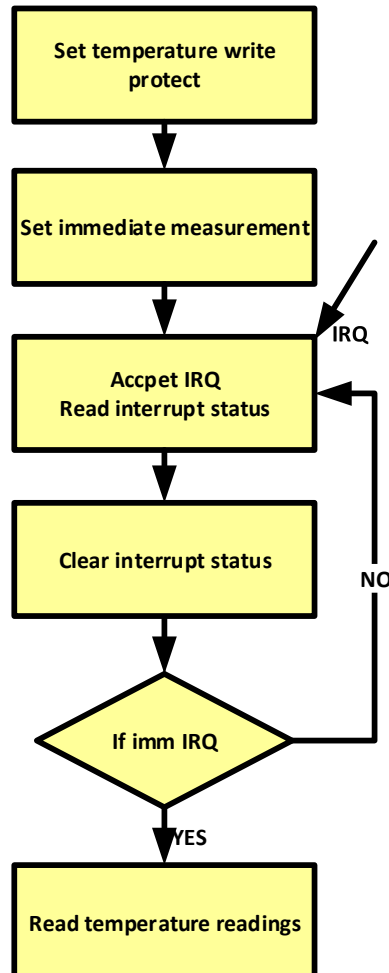 Set temperature write
protect
Set immediate measurement
IRQ
Accpet IRQ
Read interrupt status
Clear interrupt status
NO
If imm IRQ
YES
Read temperature readings